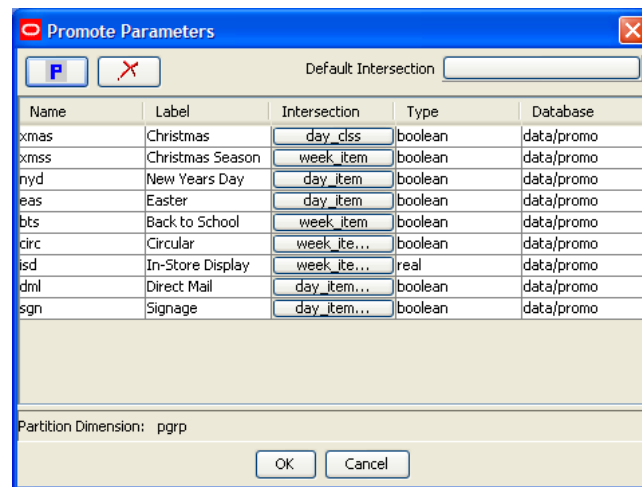 Promote Parameters
P Default Intersection
Name Label Intersection Type Database
xmas Christmas day_clss boolean data/promo
xmss Christmas Season week_item boolean data/promo
nyd New Years Day day_item boolean data/promo
eas Easter day_item boolean data/promo
bts Back to School week_item boolean data/promo
circ Circular week_ite... boolean data/promo
isd In-Store Display week_ite... real data/promo
dml Direct Mail day_item... boolean data/promo
sgn Signage day_item... boolean data/promo
Partition Dimension: pgrp
OK Cancel